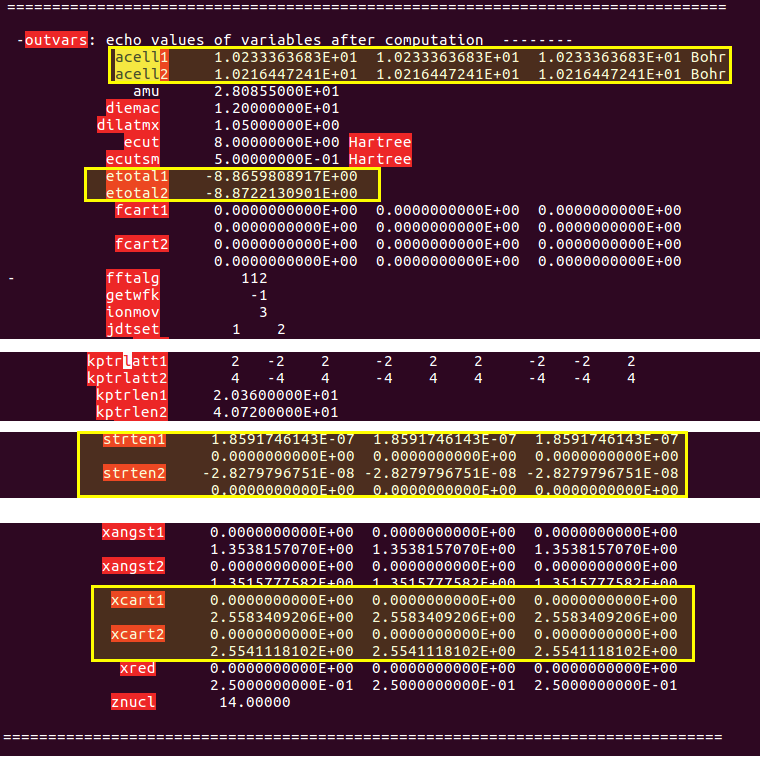 ================================================================================
-outvars: echo values of variables after computation --------
acell1 1.0233363683E+01 1.0233363683E+01 1.0233363683E+01 Bohr
acell2 1.0216447241E+01 1.0216447241E+01 1.0216447241E+01 Bohr
amu 2.80855000E+01
diemac 1.20000000E+01
dilatmx 1.05000000E+00
ecut 8.00000000E+00 Hartree
ecutsm 5.00000000E-01 Hartree
etotal1 -8.8659808917E+00
etotal2 -8.8722130901E+00
fcart1 0.0000000000E+00 0.0000000000E+00 0.0000000000E+00
0.0000000000E+00 0.0000000000E+00 0.0000000000E+00
fcart2 0.0000000000E+00 0.0000000000E+00 0.0000000000E+00
0.0000000000E+00 0.0000000000E+00 0.0000000000E+00
- fftalg 112
getwfk -1
ionmov 3
jdtset 1 2
kptrlatt1 2 -2 2 -2 2 2 -2 -2 2
kptrlatt2 4 -4 4 -4 4 4 -4 -4 4
kptrlen1 2.03600000E+01
kptrlen2 4.07200000E+01
strten1 1.8591746143E-07 1.8591746143E-07 1.8591746143E-07
0.0000000000E+00 0.0000000000E+00 0.0000000000E+00
strten2 -2.8279796751E-08 -2.8279796751E-08 -2.8279796751E-08
0.0000000000E+00 0.0000000000E+00 0.0000000000E+00
xangst1 0.0000000000E+00 0.0000000000E+00 0.0000000000E+00
1.3538157070E+00 1.3538157070E+00 1.3538157070E+00
xangst2 0.0000000000E+00 0.0000000000E+00 0.0000000000E+00
1.3515777582E+00 1.3515777582E+00 1.3515777582E+00
xcart1 0.0000000000E+00 0.0000000000E+00 0.0000000000E+00
2.5583409206E+00 2.5583409206E+00 2.5583409206E+00
xcart2 0.0000000000E+00 0.0000000000E+00 0.0000000000E+00
2.5541118102E+00 2.5541118102E+00 2.5541118102E+00
xred 0.0000000000E+00 0.0000000000E+00 0.0000000000E+00
2.5000000000E-01 2.5000000000E-01 2.5000000000E-01
znucl 14.00000
================================================================================